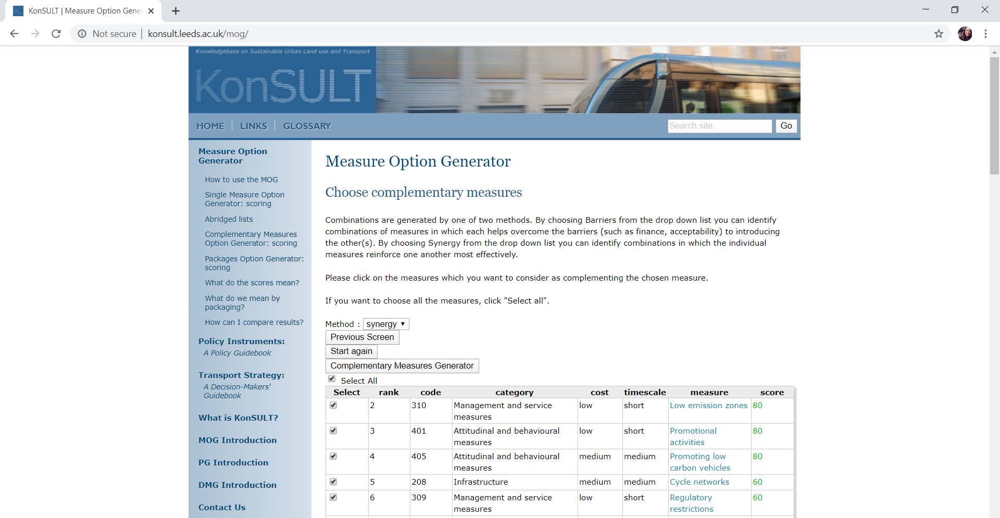 KonSULT | Measure Option Gene
Not secure | konsult.leeds.ac.uk/mog/
Knowledgebase on Sustainable Urban Land use and Transport
KonSULT
HOME LINKS GLOSSARY Search site.. Go
Measure Option
Generator
How to use the MOG
Single Measure Option
Generator: scoring
Abridged lists
Complementary Measures
Option Generator: scoring
Packages Option Generator:
scoring
What do the scores mean?
What do we mean by
packaging?
How can I compare results?
Policy Instruments:
A Policy Guidebook
Transport Strategy:
A Decision-Makers'
Guidebook
What is KonSULT?
MOG Introduction
PG Introduction
DMG Introduction
Contact Us
Measure Option Generator
Choose complementary measures
Combinations are generated by one of two methods. By choosing Barriers from the drop down list you can identify
combinations of measures in which each helps overcome the barriers (such as finance, acceptability) to introducing
the other(s). By choosing Synergy from the drop down list you can identify combinations in which the individual
measures reinforce one another most effectively.
Please click on the measures which you want to consider as complementing the chosen measure.
If you want to choose all the measures, click "Select all".
Method : synergy
Previous Screen
Start again
Complementary Measures Generator
Select All
Select rank code category cost timescale measure score
2 310 Management and service low short Low emission zones 80
measures
3 401 Attitudinal and behavioural low short Promotional 80
measures activities
4 405 Attitudinal and behavioural medium medium Promoting low 80
measures carbon vehicles
5 208 Infrastructure medium medium Cycle networks 60
6 309 Management and service low short Regulatory 60
measures restrictions